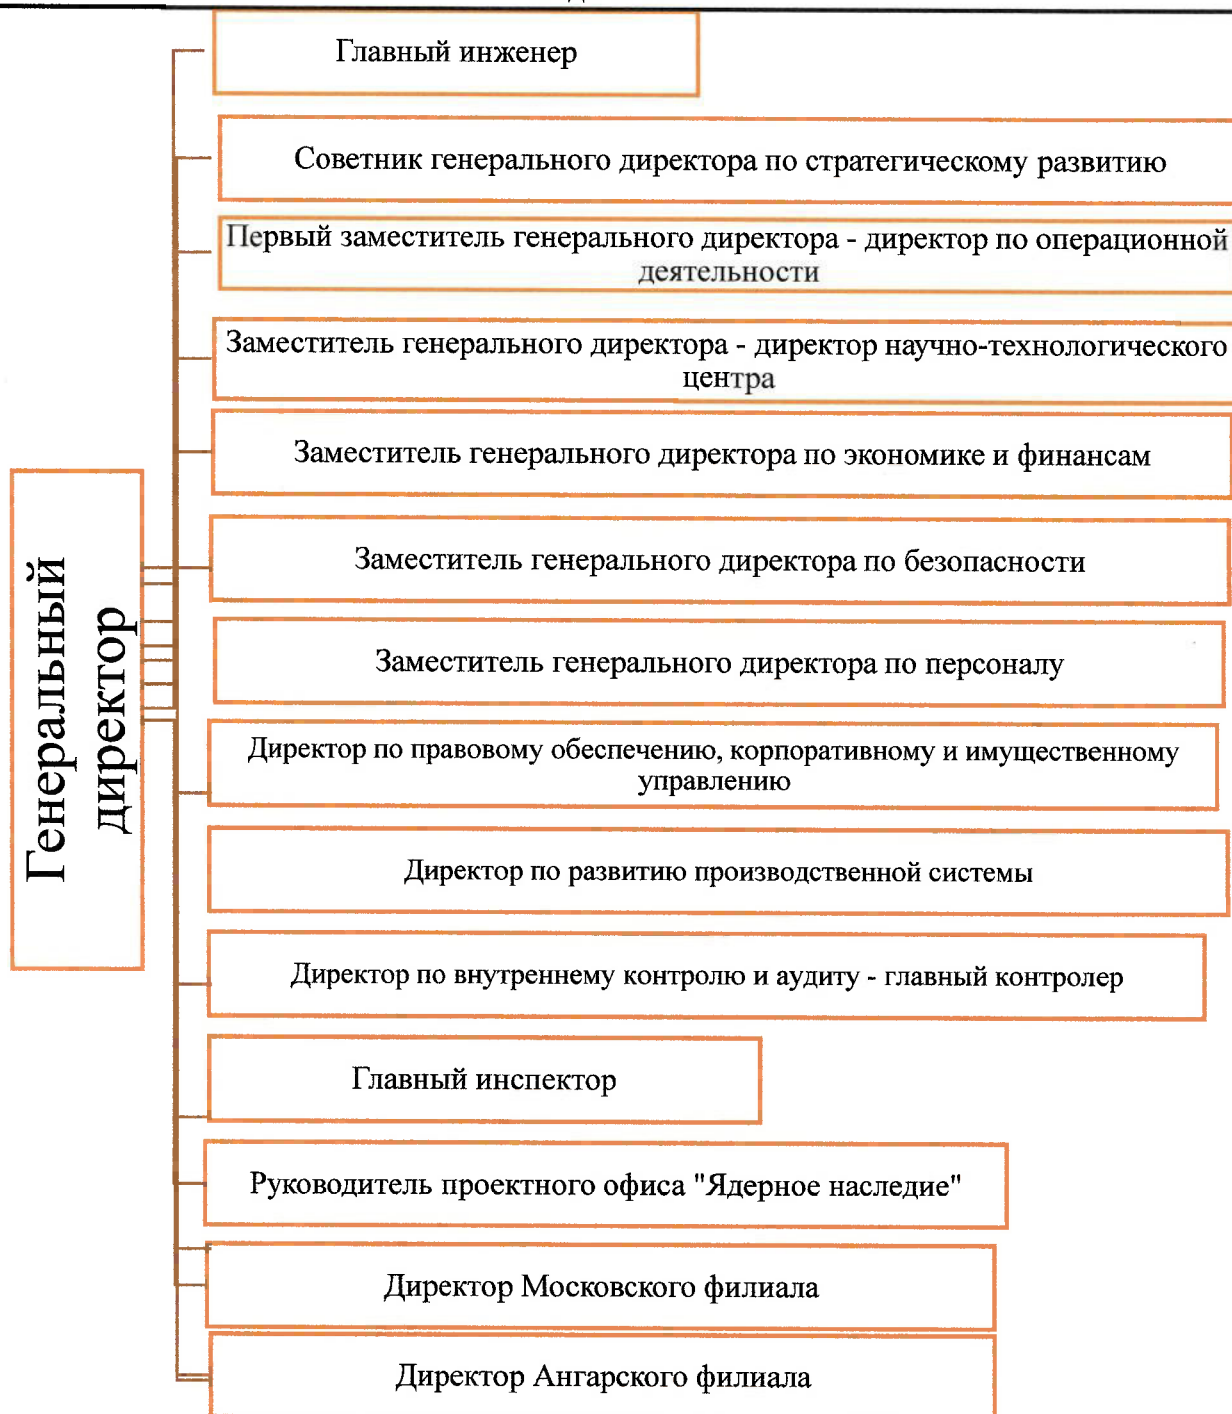 Генеральный
директор
Главный инженер
Советник генерального директора по стратегическому развитию
Первый заместитель генерального директора - директор по операционной
деятельности
Заместитель генерального директора - директор научно-технологического
центра
Заместитель генерального директора по экономике и финансам
Заместитель генерального директора по безопасности
Заместитель генерального директора по персоналу
Директор по правовому обеспечению, корпоративному и имущественному
управлению
Директор по развитию производственной системы
Директор по внутреннему контролю и аудиту - главный контролер
Главный инспектор
Руководитель проектного офиса "Ядерное наследие"
Директор Московского филиала
Директор Ангарского филиала